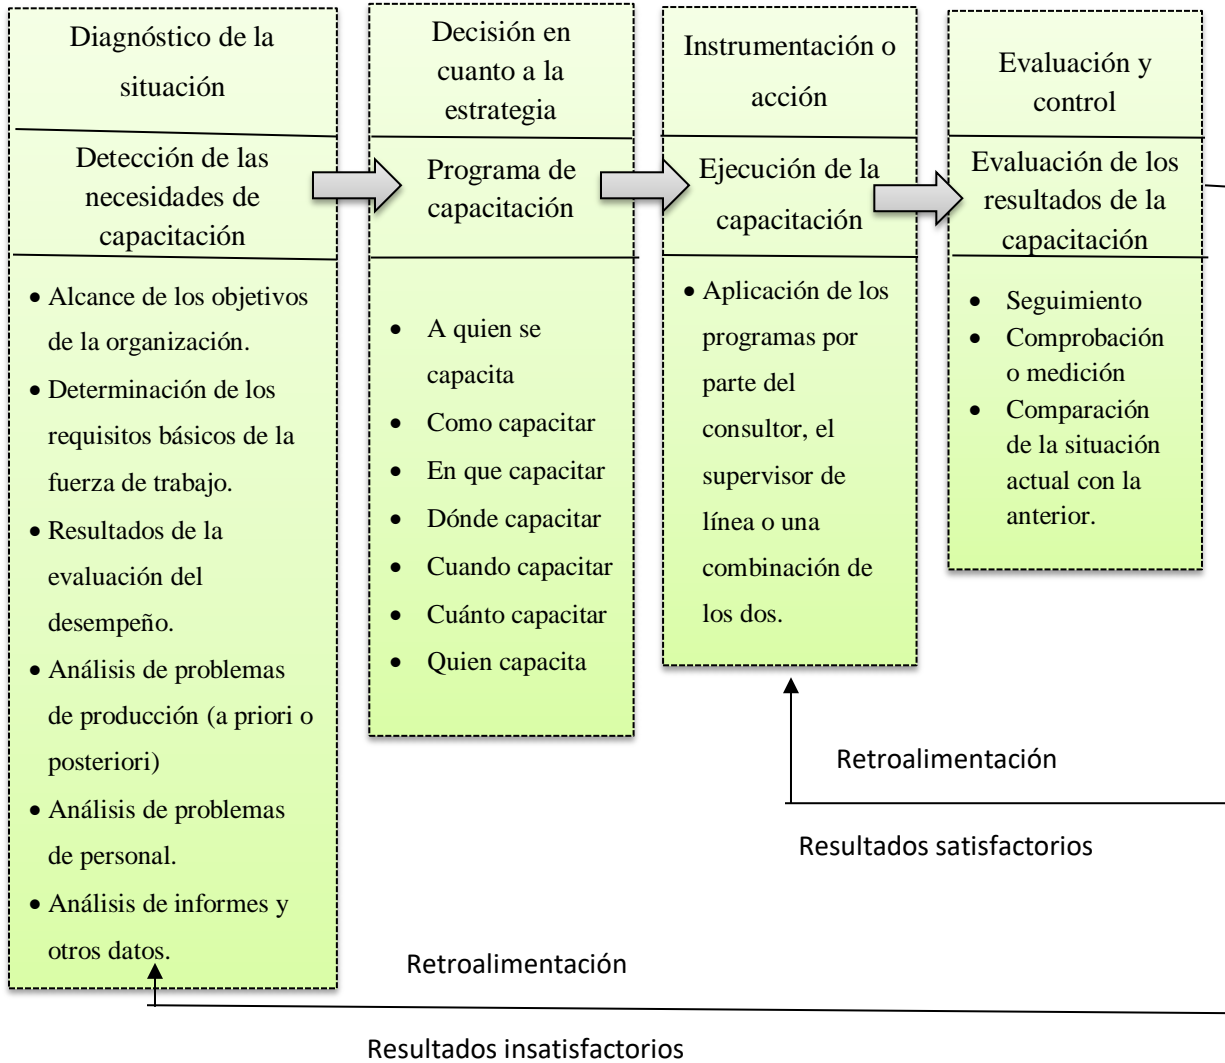 Diagnóstico de la
situación
Detección de las
necesidades de
capacitación
• Alcance de los objetivos
de la organización.
• Determinación de los
requisitos básicos de la
fuerza de trabajo.
• Resultados de la
evaluación del
desempeño.
• Análisis de problemas
de producción (a priori o
posteriori)
• Análisis de problemas
de personal.
• Análisis de informes y
otros datos.
Decisión en
cuanto a la
estrategia
Programa de
capacitación
• A quien se
capacita
• Como capacitar
• En que capacitar
• Dónde capacitar
• Cuando capacitar
• Cuánto capacitar
• Quien capacita
Instrumentación o
acción
Ejecución de la
capacitación
• Aplicación de los
programas por
parte del
consultor, el
supervisor de
línea o una
combinación de
los dos.
Evaluación y
control
Evaluación de los
resultados de la
capacitación
• Seguimiento
• Comprobación
o medición
• Comparación
de la situación
actual con la
anterior.
Retroalimentación
Resultados satisfactorios
Retroalimentación
Resultados insatisfactorios